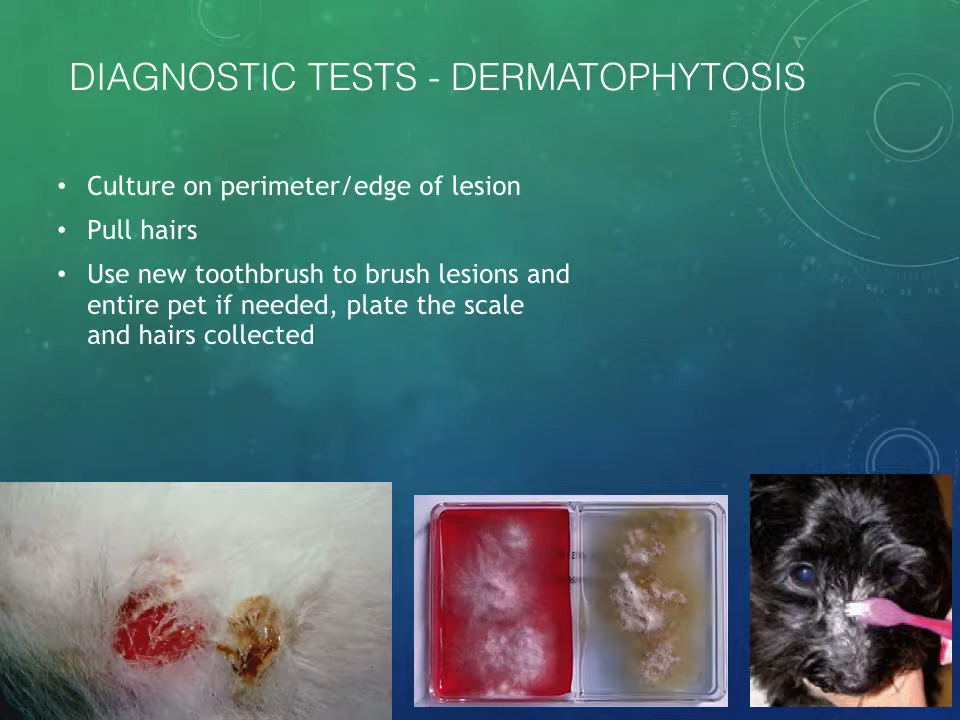 DIAGNOSTIC TESTS - DERMATOPHYTOSIS
• Culture on perimeter/edge of lesion
• Pull hairs
• Use new toothbrush to brush lesions and
entire pet if needed, plate the scale
and hairs collected